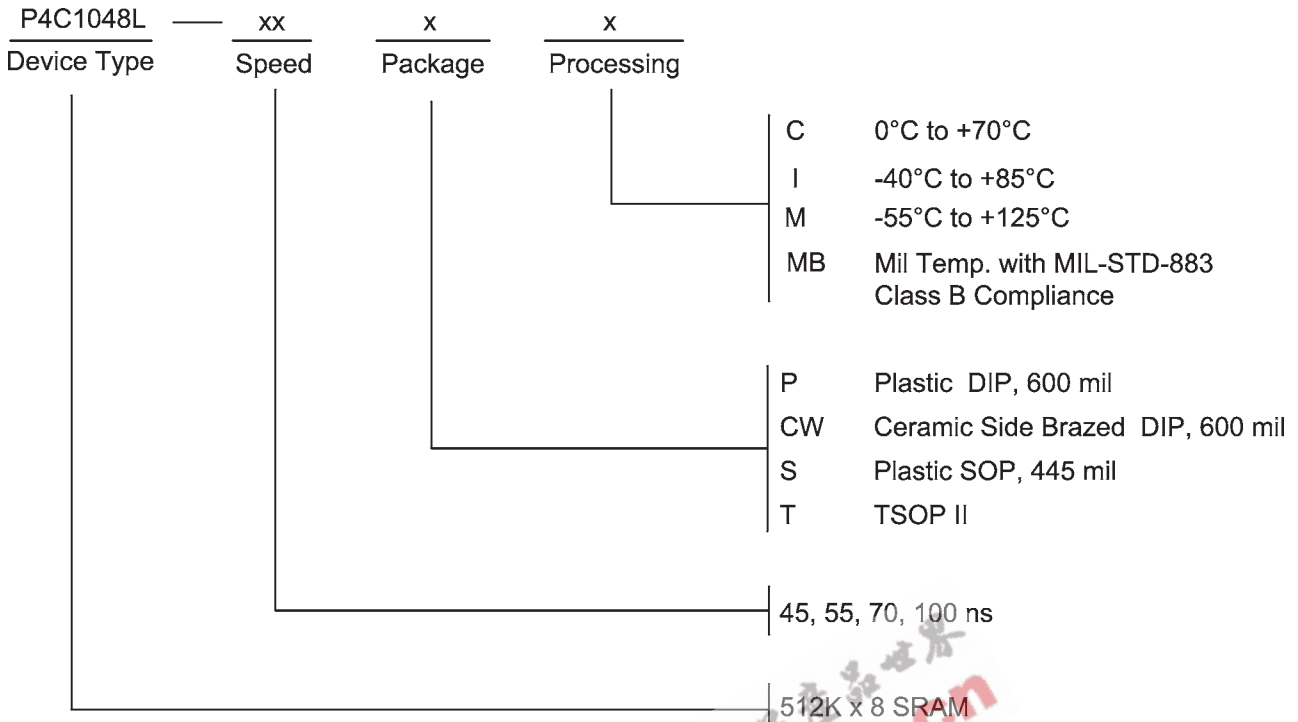 P4C1048L — xx x x
Device Type Speed Package Processing
C 0°C to +70°C
I -40°C to +85°C
M -55°C to +125°C
MB Mil Temp. with MIL-STD-883
Class B Compliance
P Plastic DIP, 600 mil
CW Ceramic Side Brazed DIP, 600 mil
S Plastic SOP, 445 mil
T TSOP II
45, 55, 70, 100 ns
512K x 8 SRAM